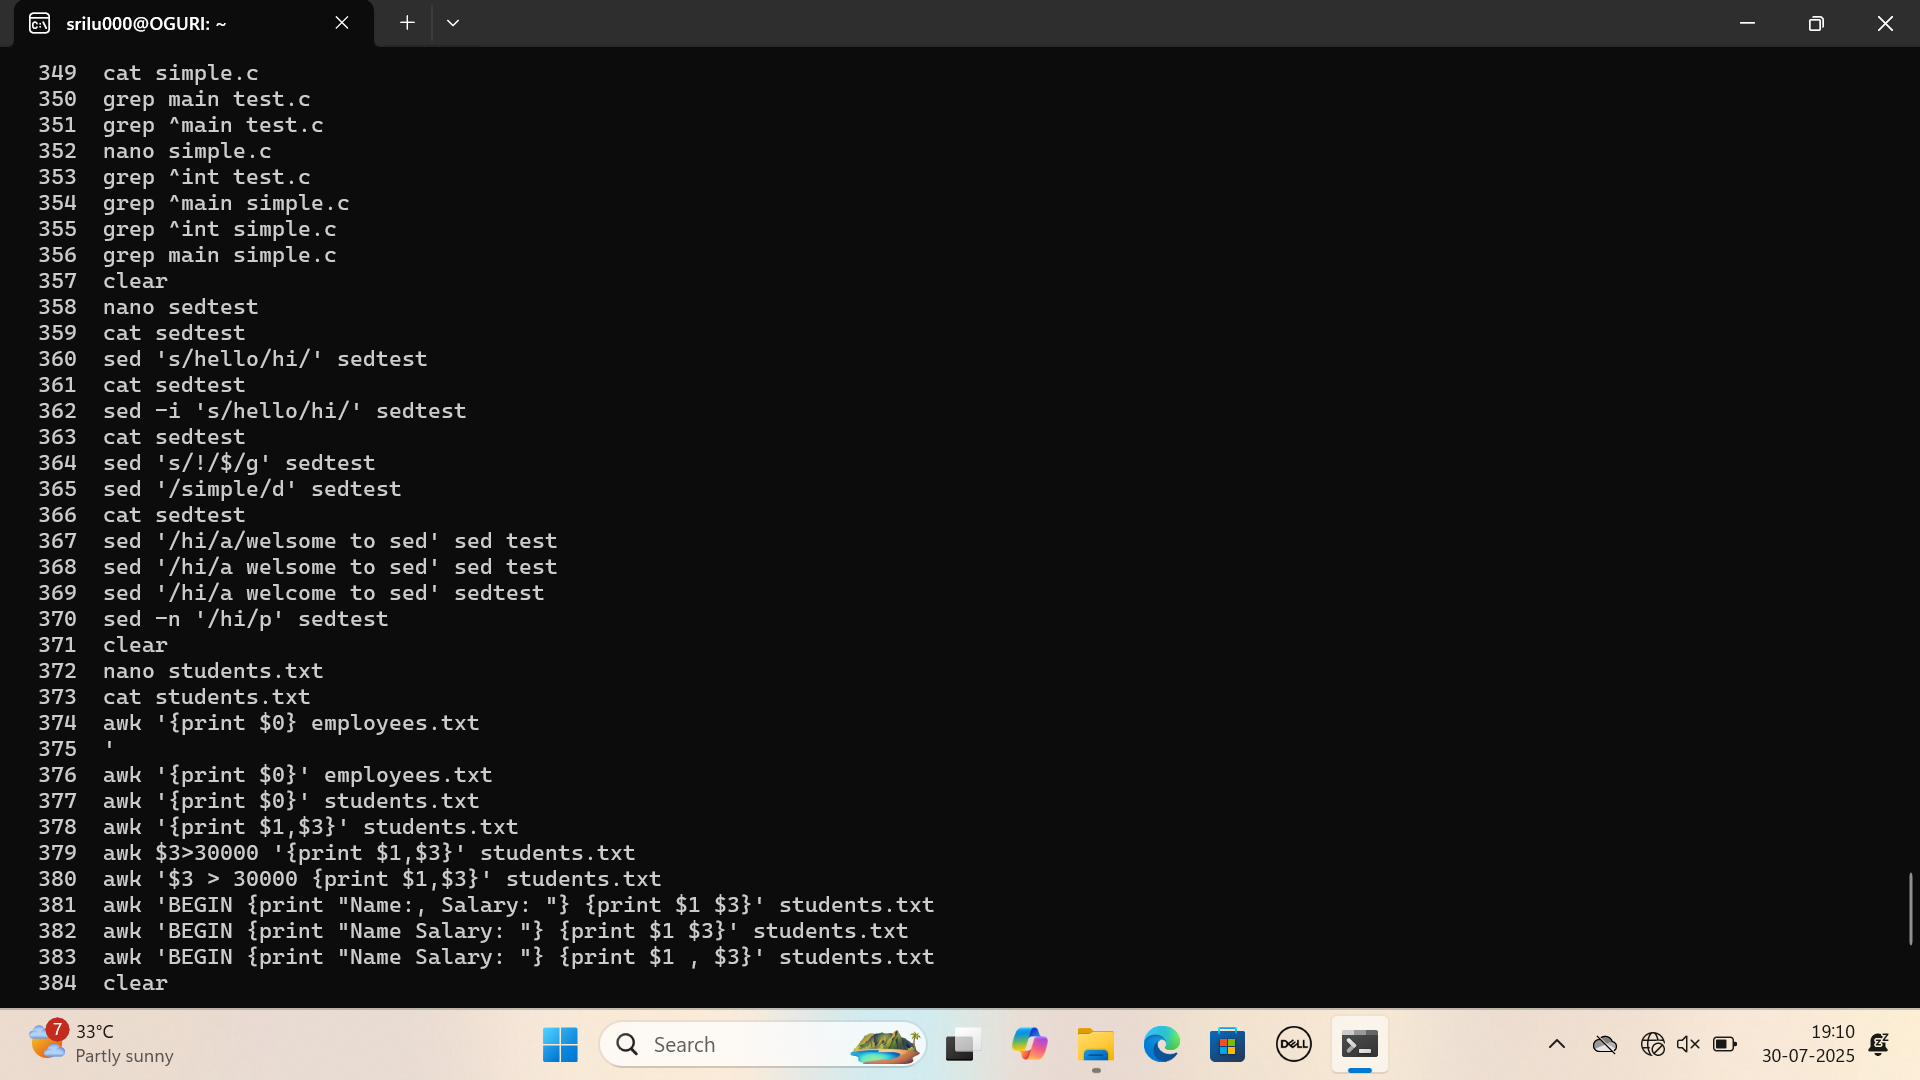 srilu000@OGURI: ~
349 cat simple.c
350 grep main test.c
351 grep ^main test.c
352 nano simple.c
353 grep ^int test.c
354 grep ^main simple.c
355 grep ^int simple.c
356 grep main simple.c
357 clear
358 nano sedtest
359 cat sedtest
360 sed 's/hello/hi/' sedtest
361 cat sedtest
362 sed -i 's/hello/hi/' sedtest
363 cat sedtest
364 sed 's/!/$/g' sedtest
365 sed '/simple/d' sedtest
366 cat sedtest
367 sed '/hi/a/welsome to sed' sed test
368 sed '/hi/a welsome to sed' sed test
369 sed '/hi/a welcome to sed' sedtest
370 sed -n '/hi/p' sedtest
371 clear
372 nano students.txt
373 cat students.txt
374 awk '{print $0} employees.txt
375 '
376 awk '{print $0}' employees.txt
377 awk '{print $0}' students.txt
378 awk '{print $1,$3}' students.txt
379 awk $3>30000 '{print $1,$3}' students.txt
380 awk '$3 > 30000 {print $1,$3}' students.txt
381 awk 'BEGIN {print "Name:, Salary: "} {print $1 $3}' students.txt
382 awk 'BEGIN {print "Name Salary: "} {print $1 $3}' students.txt
383 awk 'BEGIN {print "Name Salary: "} {print $1 , $3}' students.txt
384 clear
7
33°C
Partly sunny
Search
DELL
19:10
30-07-2025